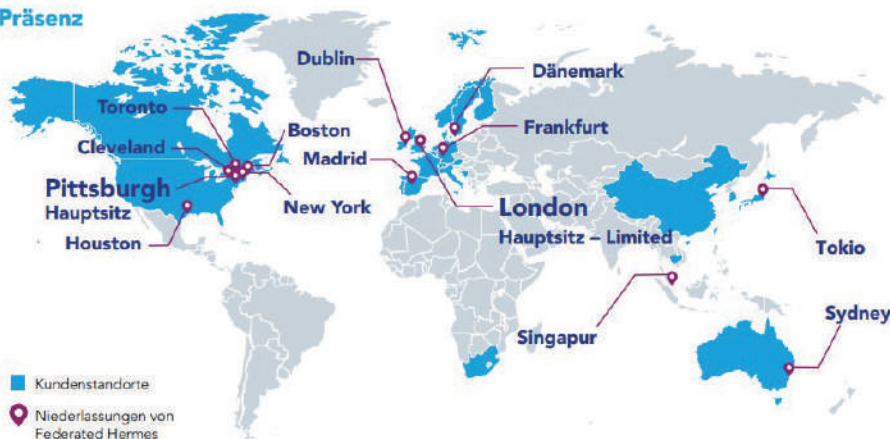 Präsenz
Dublin
Dänemark
Toronto
Boston
Frankfurt
Cleveland
Madrid
Pittsburgh
Hauptsitz
New York
London
Hauptsitz – Limited
Houston
Tokio
Singapur
Sydney
Kundenstandorte
Niederlassungen von
Federated Hermes